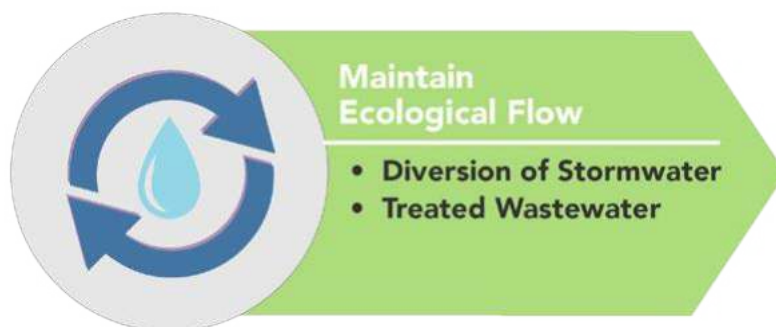 Maintain
Ecological Flow
• Diversion of Stormwater
• Treated Wastewater